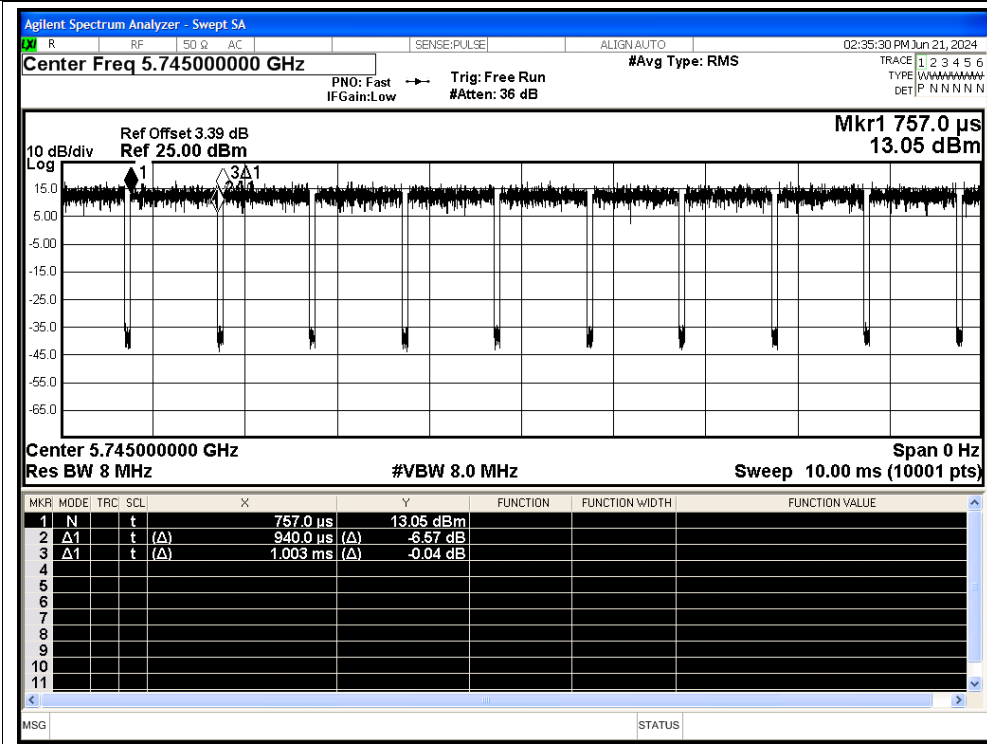 Agilent Spectrum Analyzer - Swept SA
LXI R RF 50 Ω AC SENSE:PULSE ALIGN AUTO 02:35:30 PM Jun 21, 2024
Center Freq 5.745000000 GHz #Avg Type: RMS TRACE 1 2 3 4 5 6
PNO: Fast Trig: Free Run TYPE WWWWWW
IFGain:Low #Atten: 36 dB DET P N N N N N
Mkr1 757.0 µs
Ref Offset 3.39 dB
10 dB/div Ref 25.00 dBm 13.05 dBm
Log
1 3Δ1
15.0 2Δ1
5.00
-5.00
-15.0
-25.0
-35.0
-45.0
-55.0
-65.0
Center 5.745000000 GHz Span 0 Hz
Res BW 8 MHz #VBW 8.0 MHz Sweep 10.00 ms (10001 pts)
MKR MODE TRC SCL X Y FUNCTION FUNCTION WIDTH FUNCTION VALUE
1 N t 757.0 µs 13.05 dBm
2 Δ1 t (Δ) 940.0 µs (Δ) -6.57 dB
3 Δ1 t (Δ) 1.003 ms (Δ) -0.04 dB
4
5
6
7
8
9
10
11
MSG STATUS